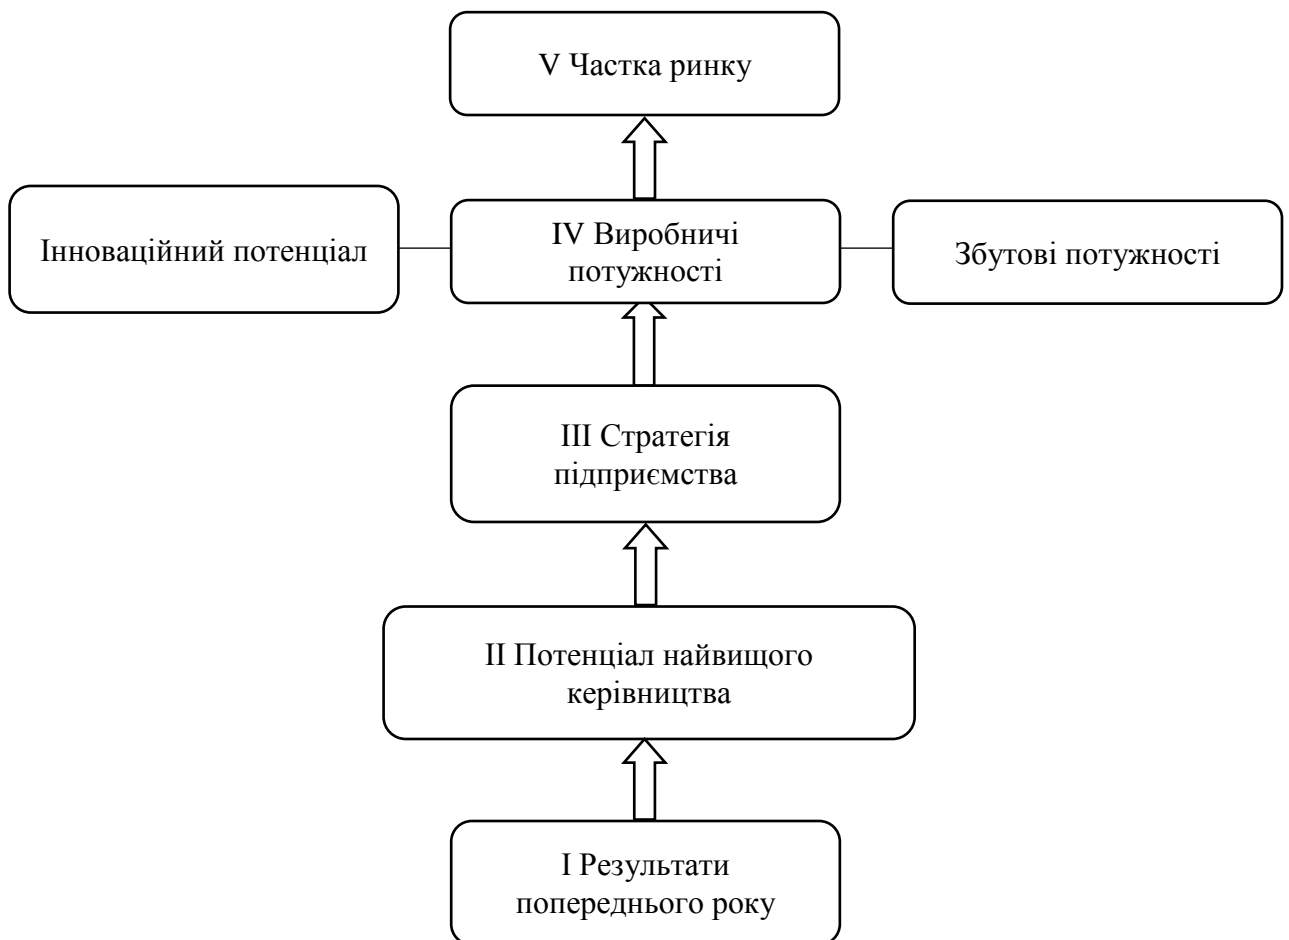 V Частка ринку
Інноваційний потенціал
IV Виробничі
потужності
Збутові потужності
III Стратегія
підприємства
II Потенціал найвищого
керівництва
I Результати
попереднього року